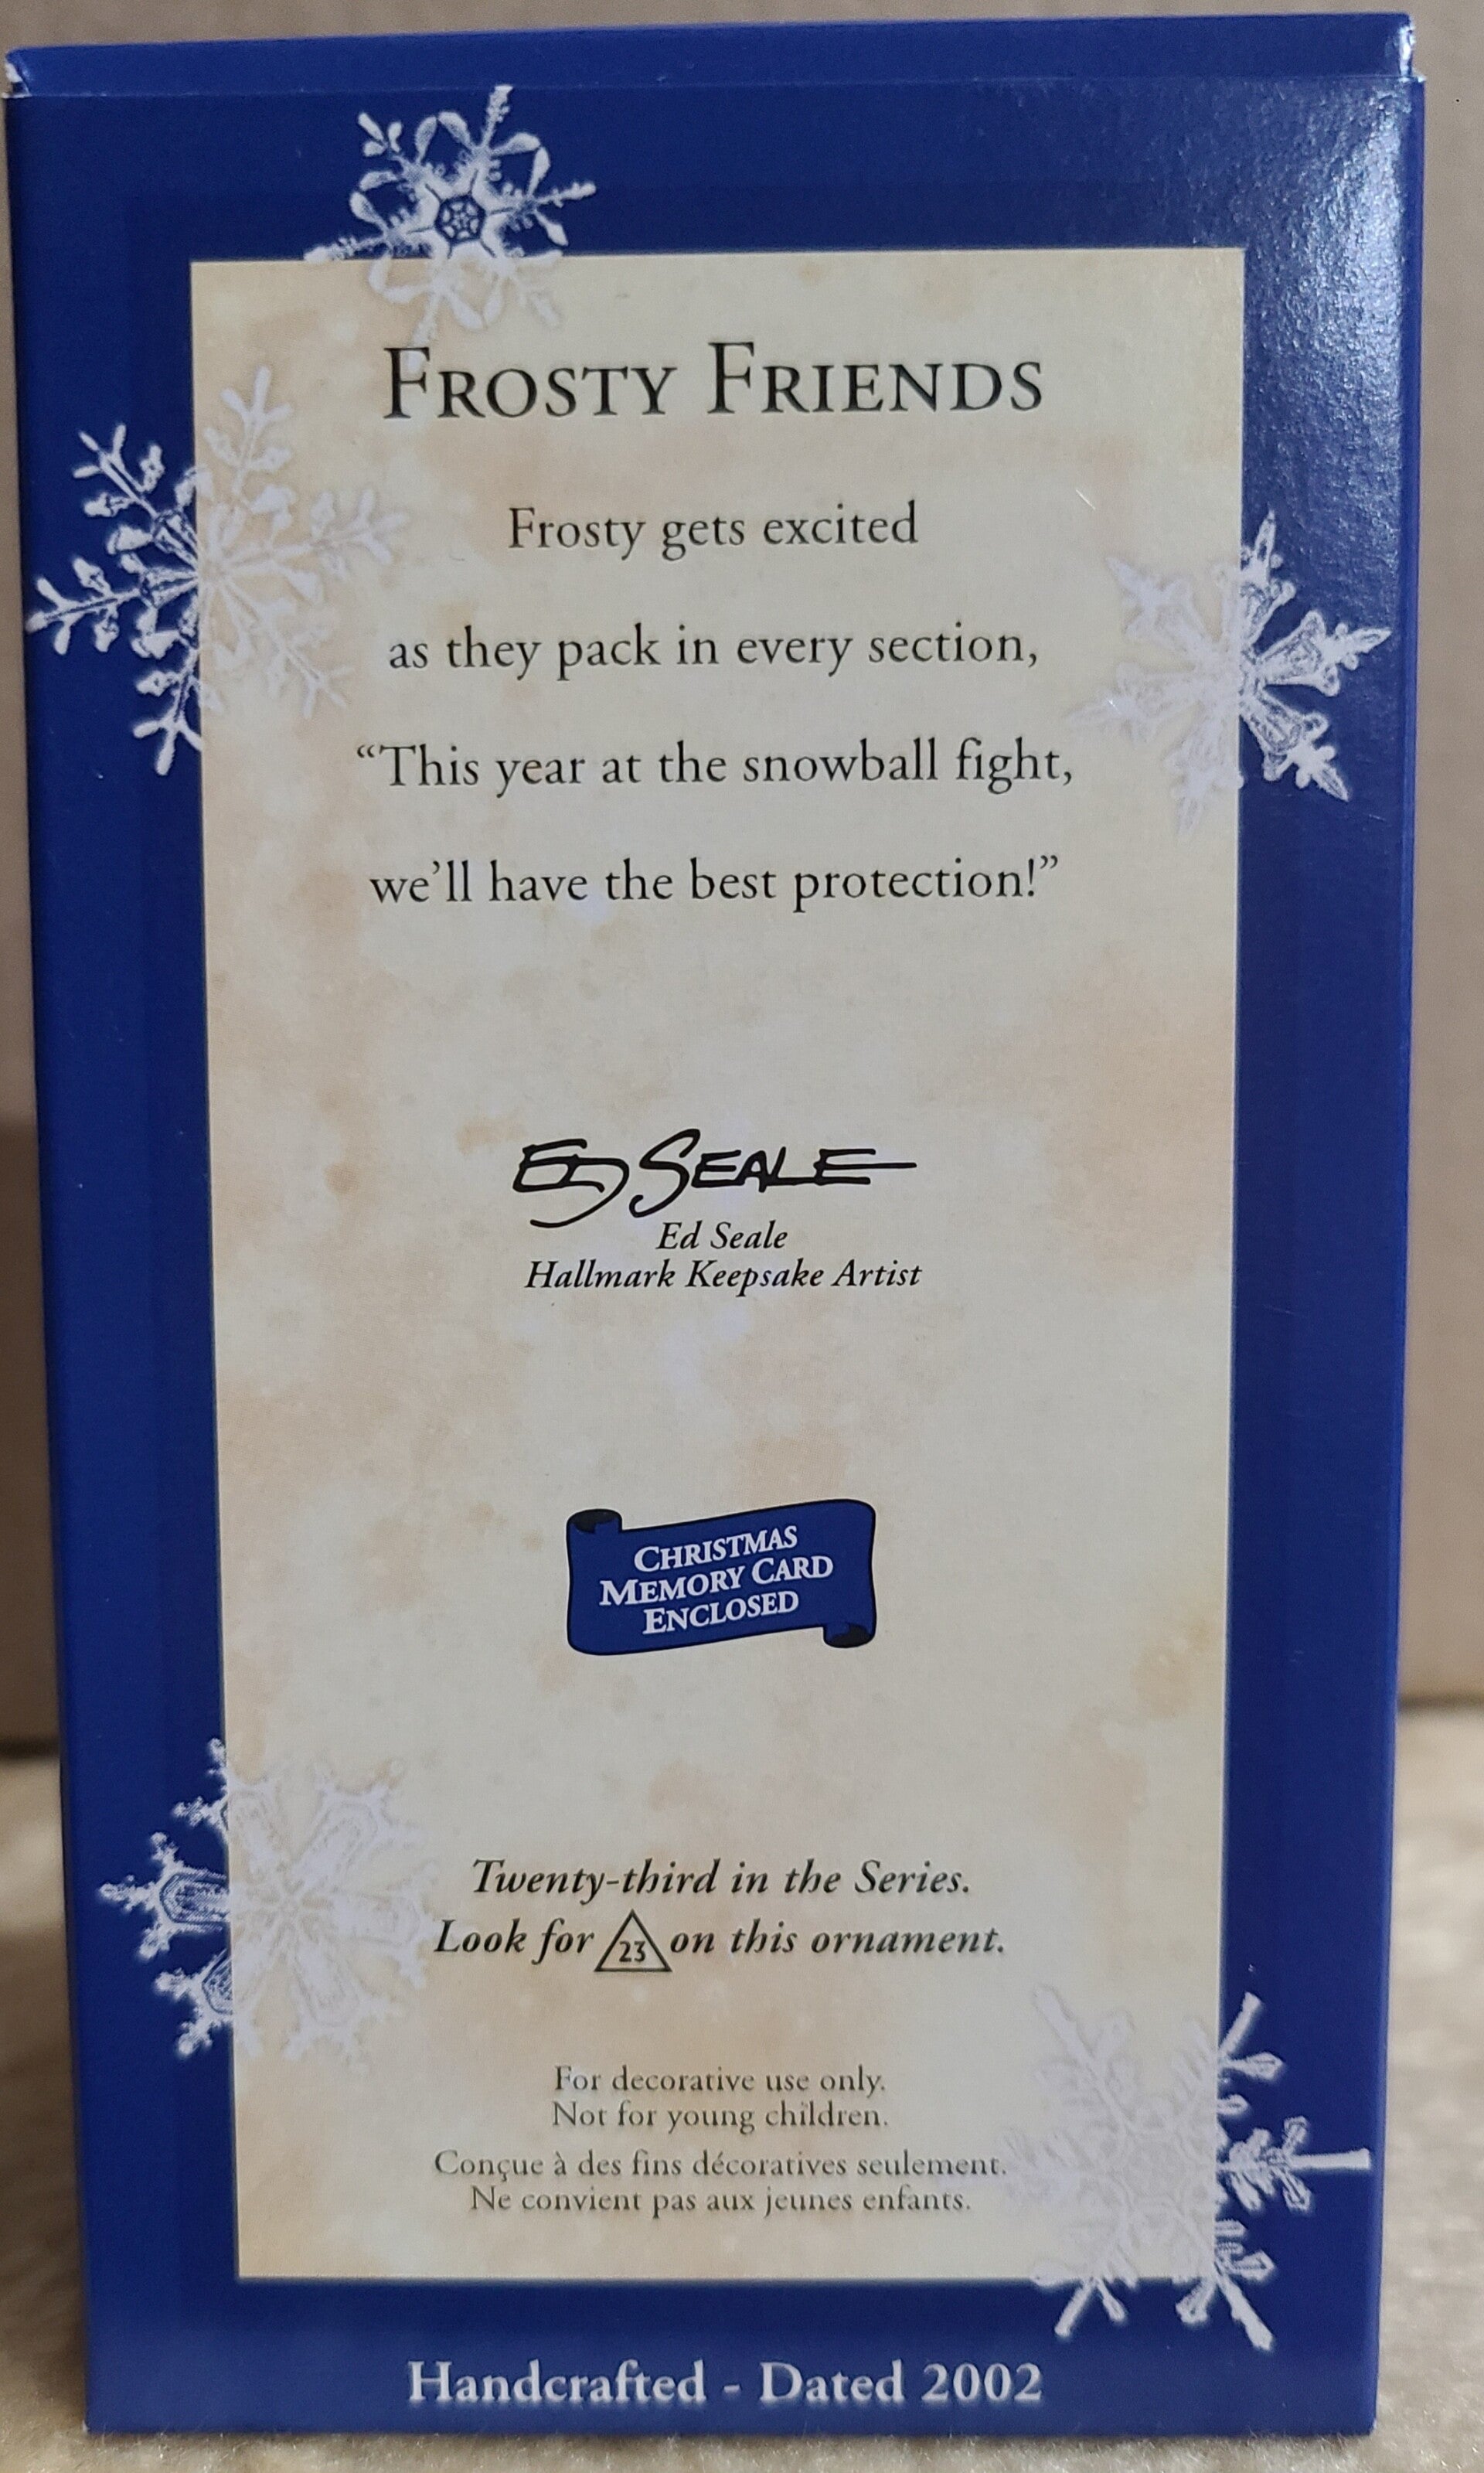 FROSTY FRIENDS
Frosty gets excited
as they pack in every section,
“This year at the snowball fight,
we’ll have the best protection!”
ED SEALE
Ed Seale
Hallmark Keepsake Artist
CHRISTMAS
MEMORY CARD
ENCLOSED
Twenty-third in the Series.
Look for 23 on this ornament.
For decorative use only.
Not for young children.
Conçue à des fins décoratives seulement.
Ne convient pas aux jeunes enfants.
Handcrafted - Dated 2002